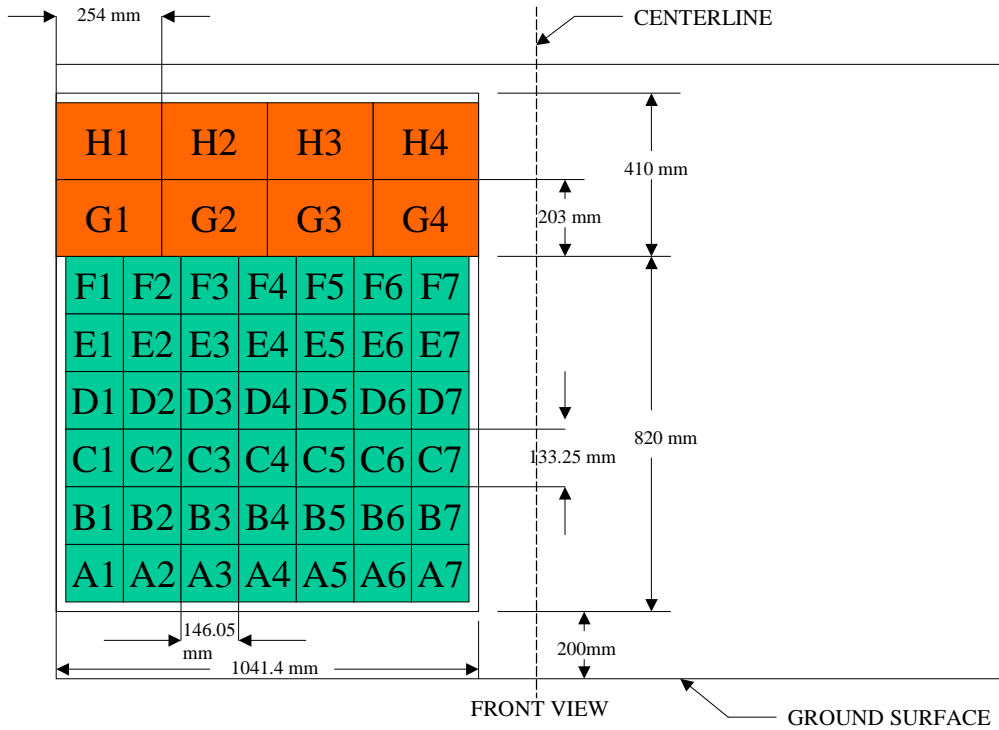 254 mm
CENTERLINE
H1 H2 H3 H4
410 mm
G1 G2 G3 G4
203 mm
F1 F2 F3 F4 F5 F6 F7
E1 E2 E3 E4 E5 E6 E7
D1 D2 D3 D4 D5 D6 D7
820 mm
C1 C2 C3 C4 C5 C6 C7
133.25 mm
B1 B2 B3 B4 B5 B6 B7
A1 A2 A3 A4 A5 A6 A7
146.05
mm
200mm
1041.4 mm
FRONT VIEW
GROUND SURFACE